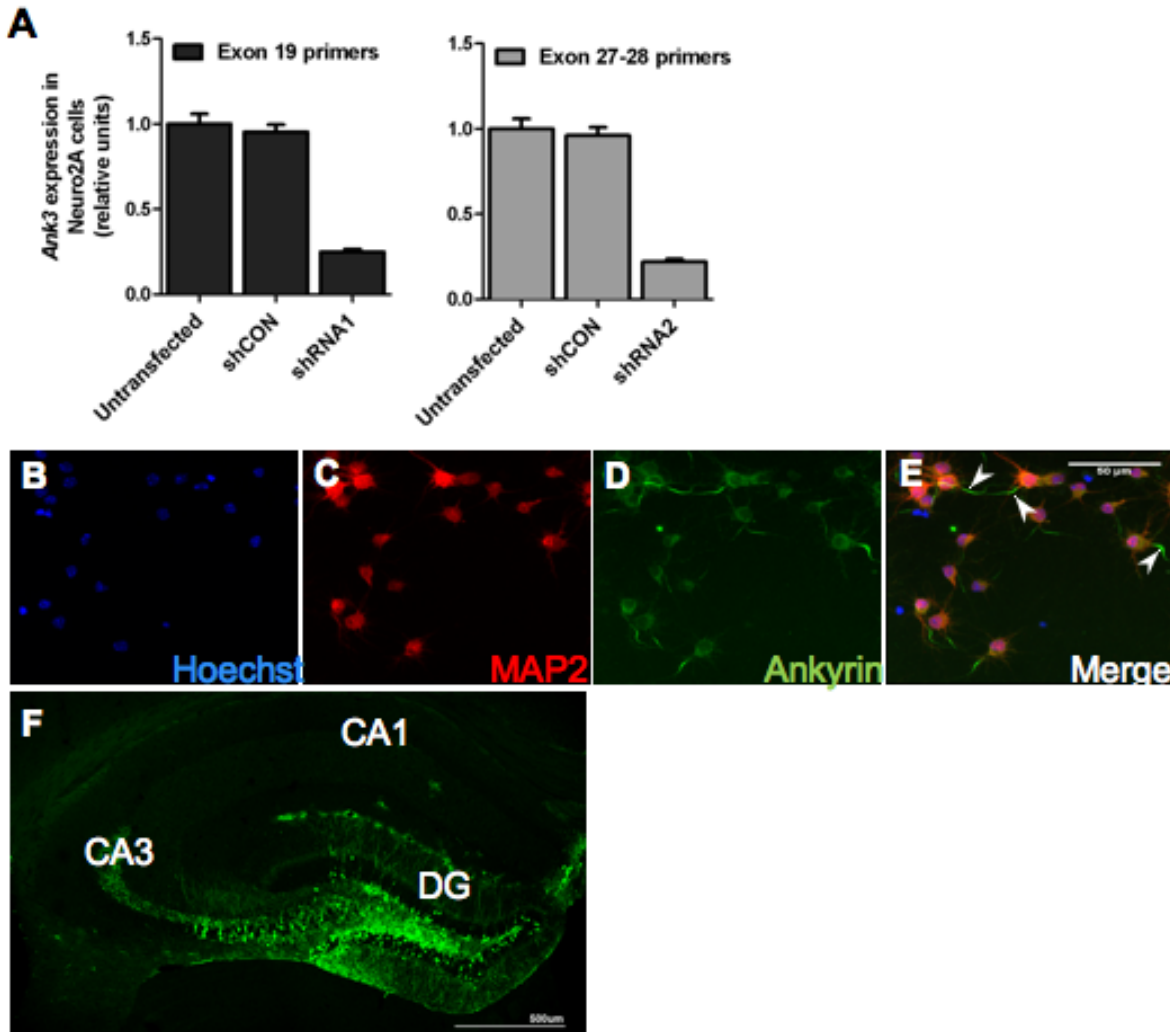 A
Ank3 expression in
Neuro2A cells
(relative units)
1.5
1.0
0.5
0.0
Exon 19 primers
Untransfected
shCON
shRNA1
1.5
1.0
0.5
0.0
Exon 27-28 primers
Untransfected
shCON
shRNA2
B
Hoechst
C
MAP2
D
Ankyrin
E
50 µm
Merge
F
CA1
CA3
DG
500um